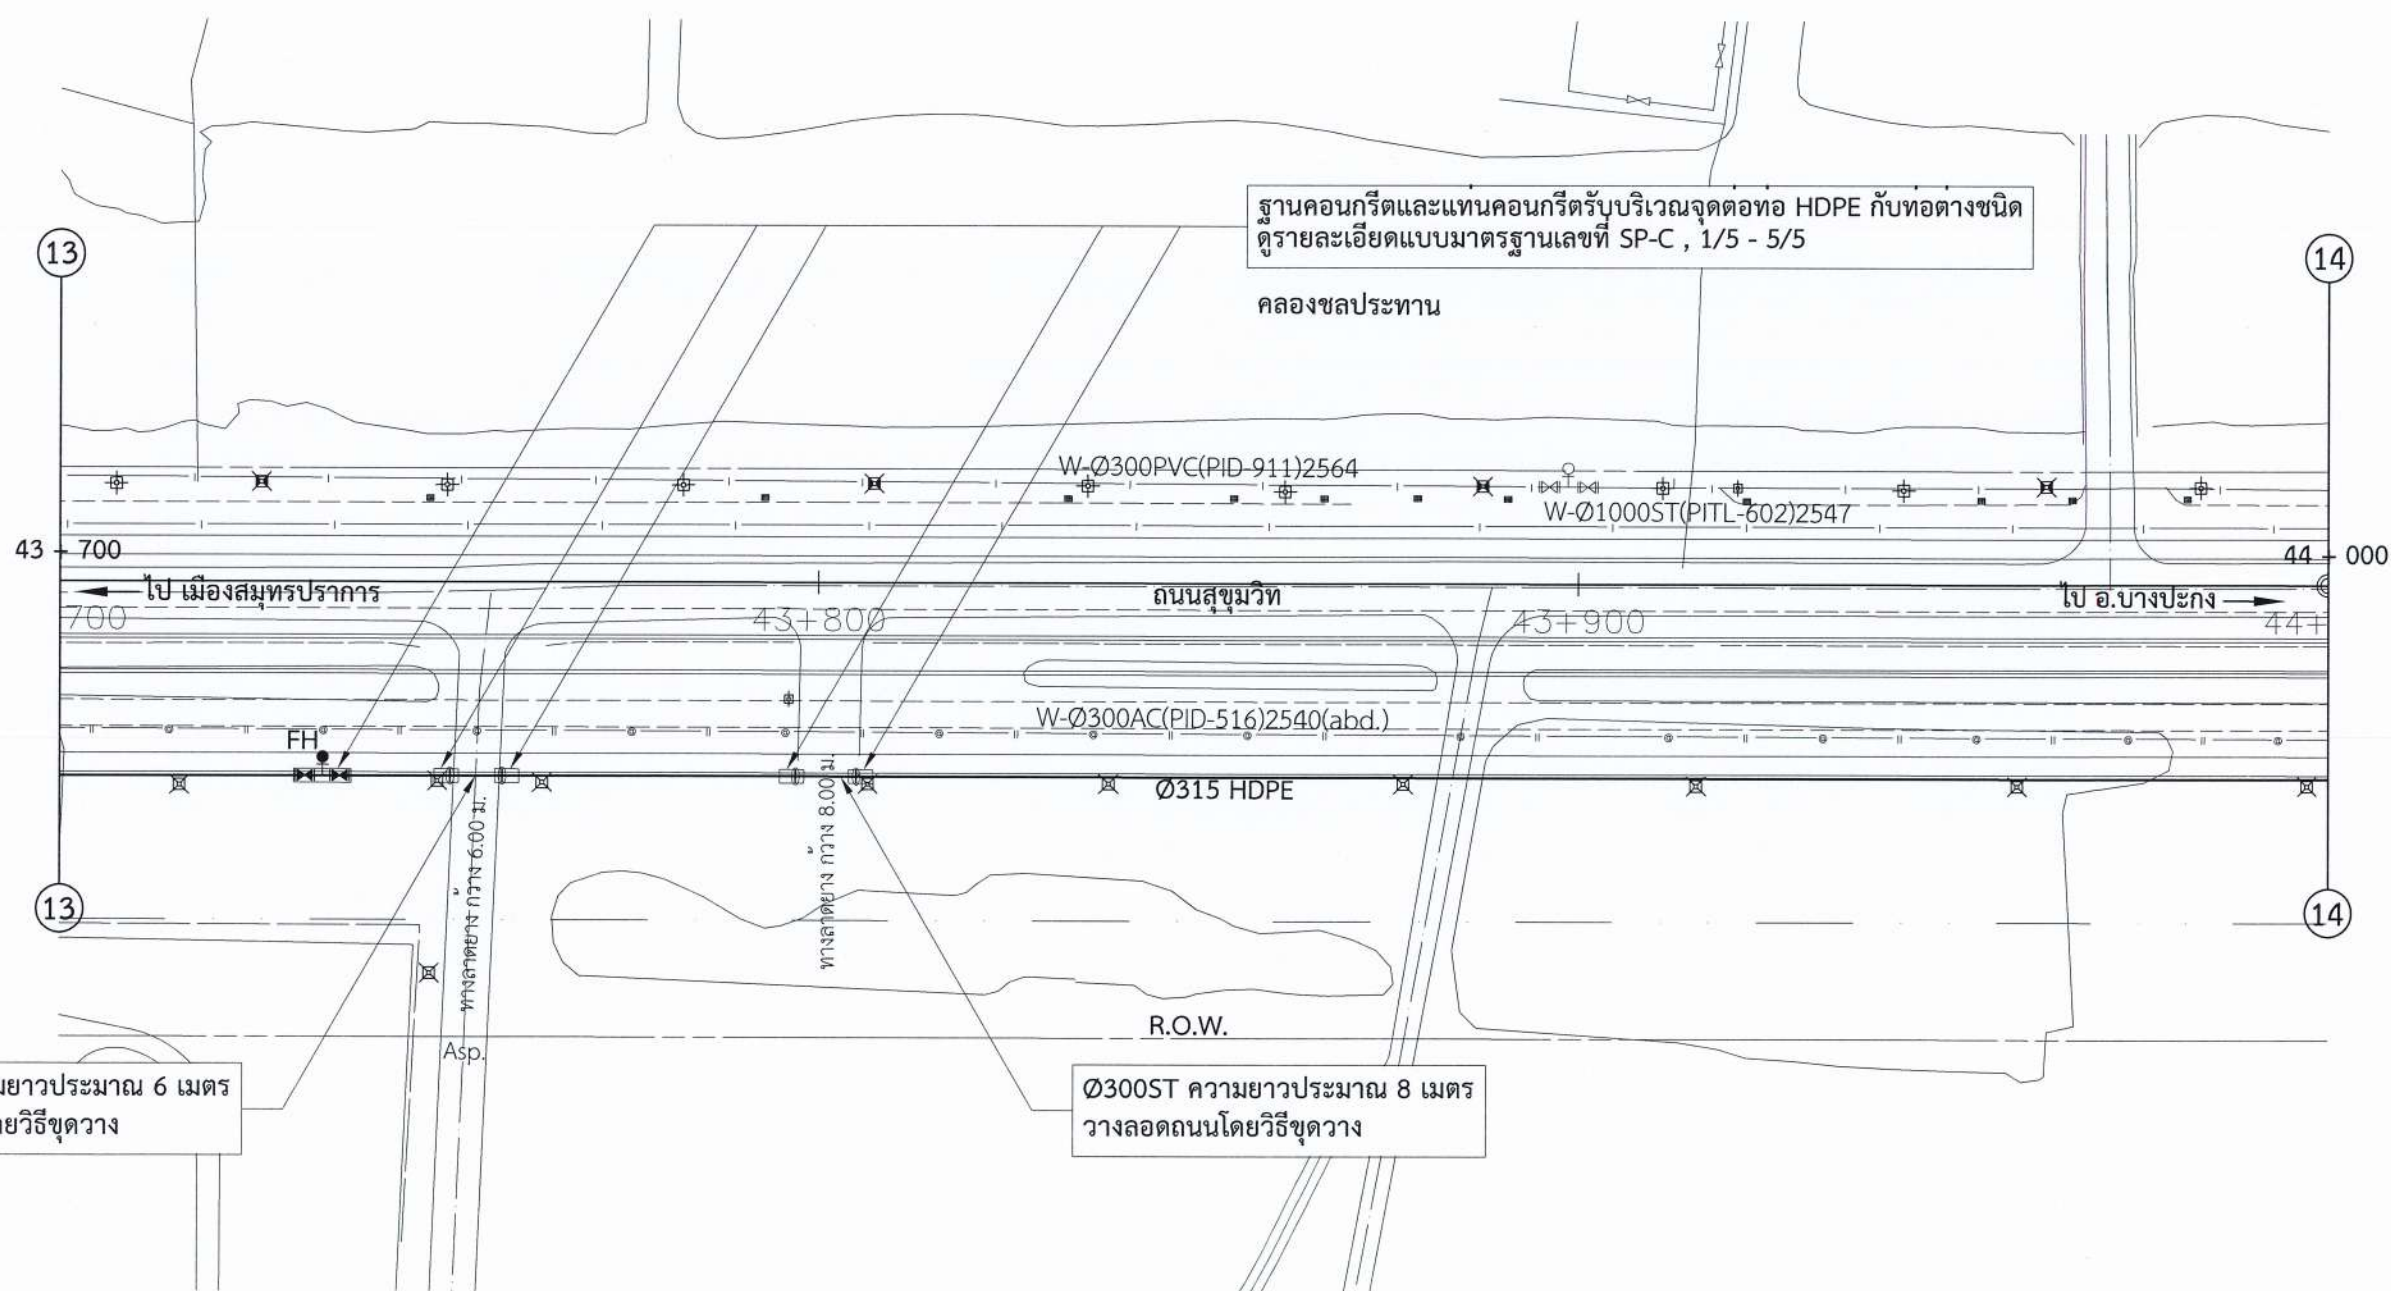 ฐานคอนกรีตและแทนคอนกรีตรับบริเวณจุดตอทอ HDPE กับทอตางชนิด
ดูรายละเอียดแบบมาตรฐานเลขที่ SP-C , 1/5 - 5/5
13
14
คลองชลประทาน
W-Ø300PVC(PID-911)2564
W-Ø1000ST(PITL-602)2547
43 700
44 000
ไป เมืองสมุทรปราการ
ถนนสุขุมวิท
ไป อ.บางปะกง
700
43+800
43+900
44+
W-Ø300AC(PID-516)2540(abd.)
FH
Ø315 HDPE
ทางลาดยาง กว้าง 6.00 ม.
ทางลาดยาง กว้าง 8.00 ม.
13
14
R.O.W.
Asp.
ยาวประมาณ 6 เมตร
วิธีขุดวาง
Ø300ST ความยาวประมาณ 8 เมตร
วางลอดถนนโดยวิธีขุดวาง